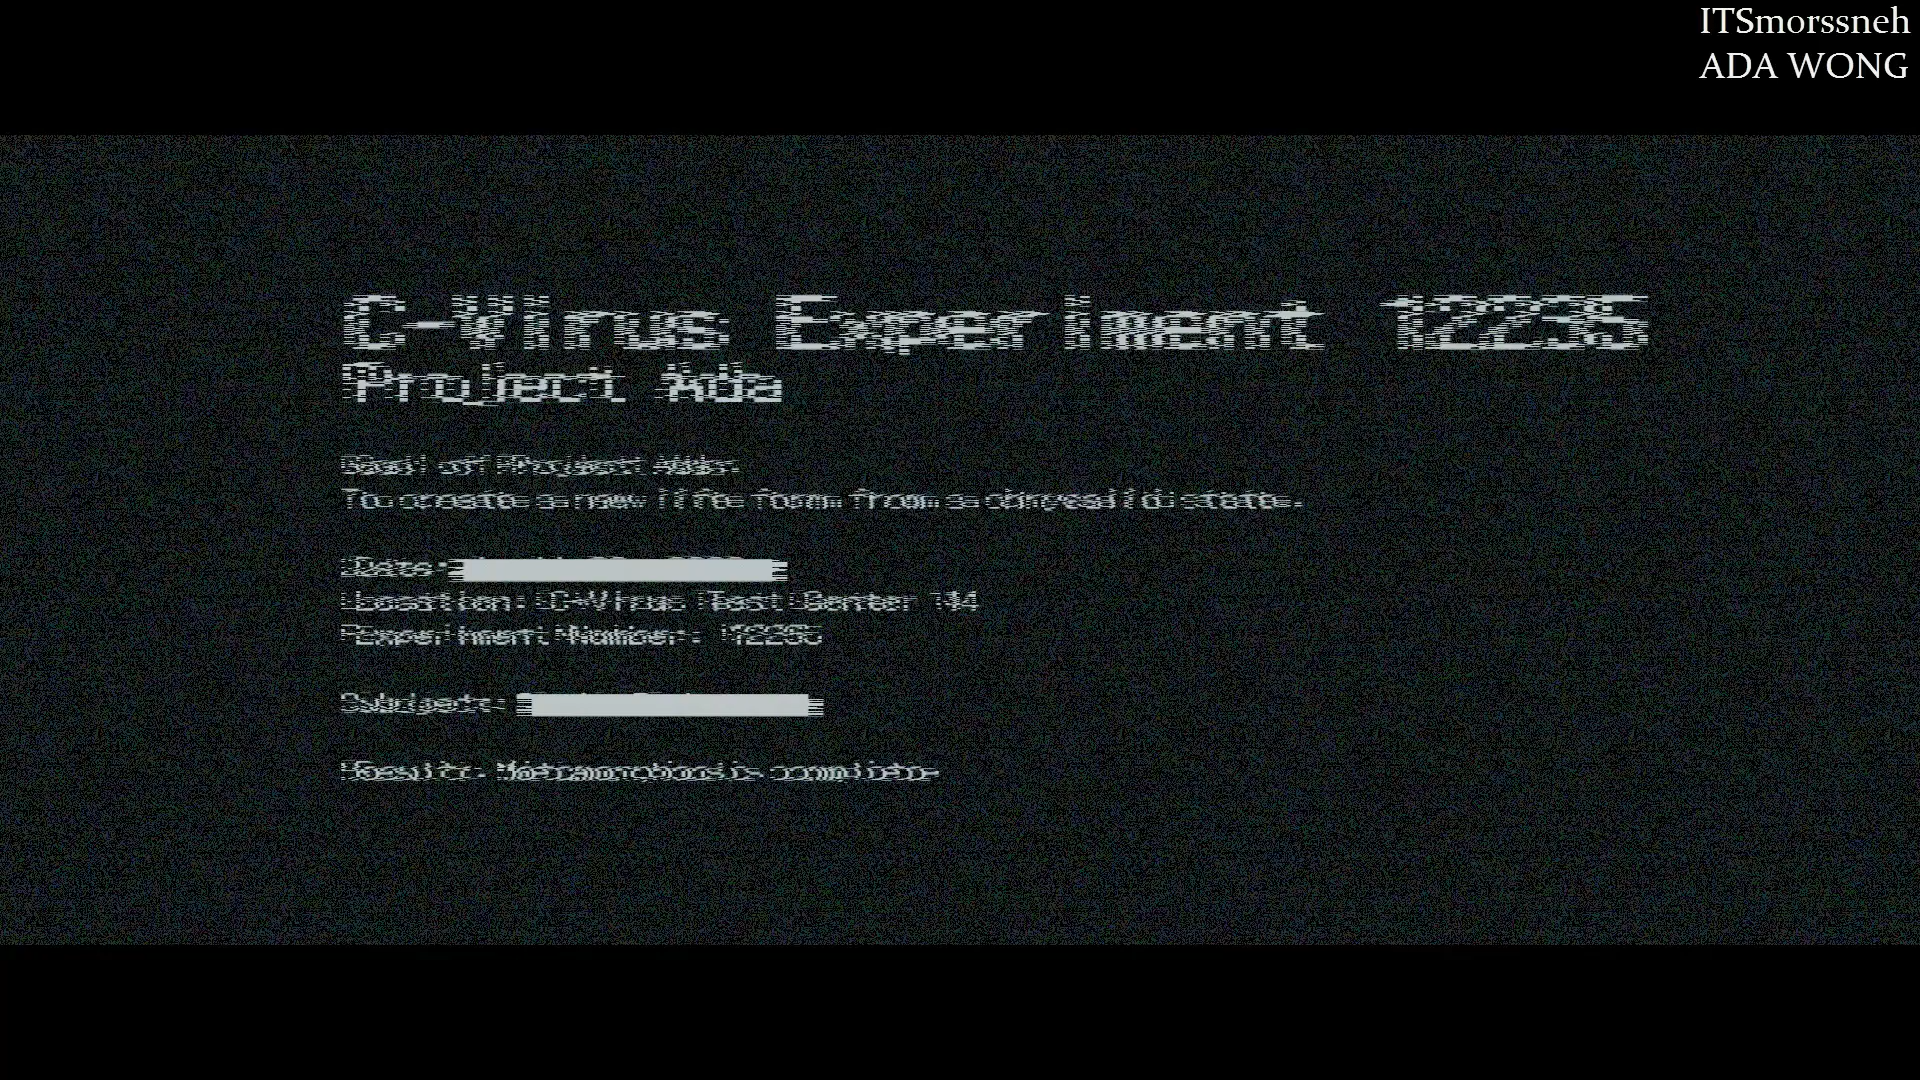 ITSmorssneh
ADA WONG
C-Virus Experiment 12235
Project Ada
Goal of Project Ada:
To create a new life form from a chrysalid state.
Date:
Location: C-Virus Test Center 14
Experiment Number: 12235
Subject:
Result: Metamorphosis complete